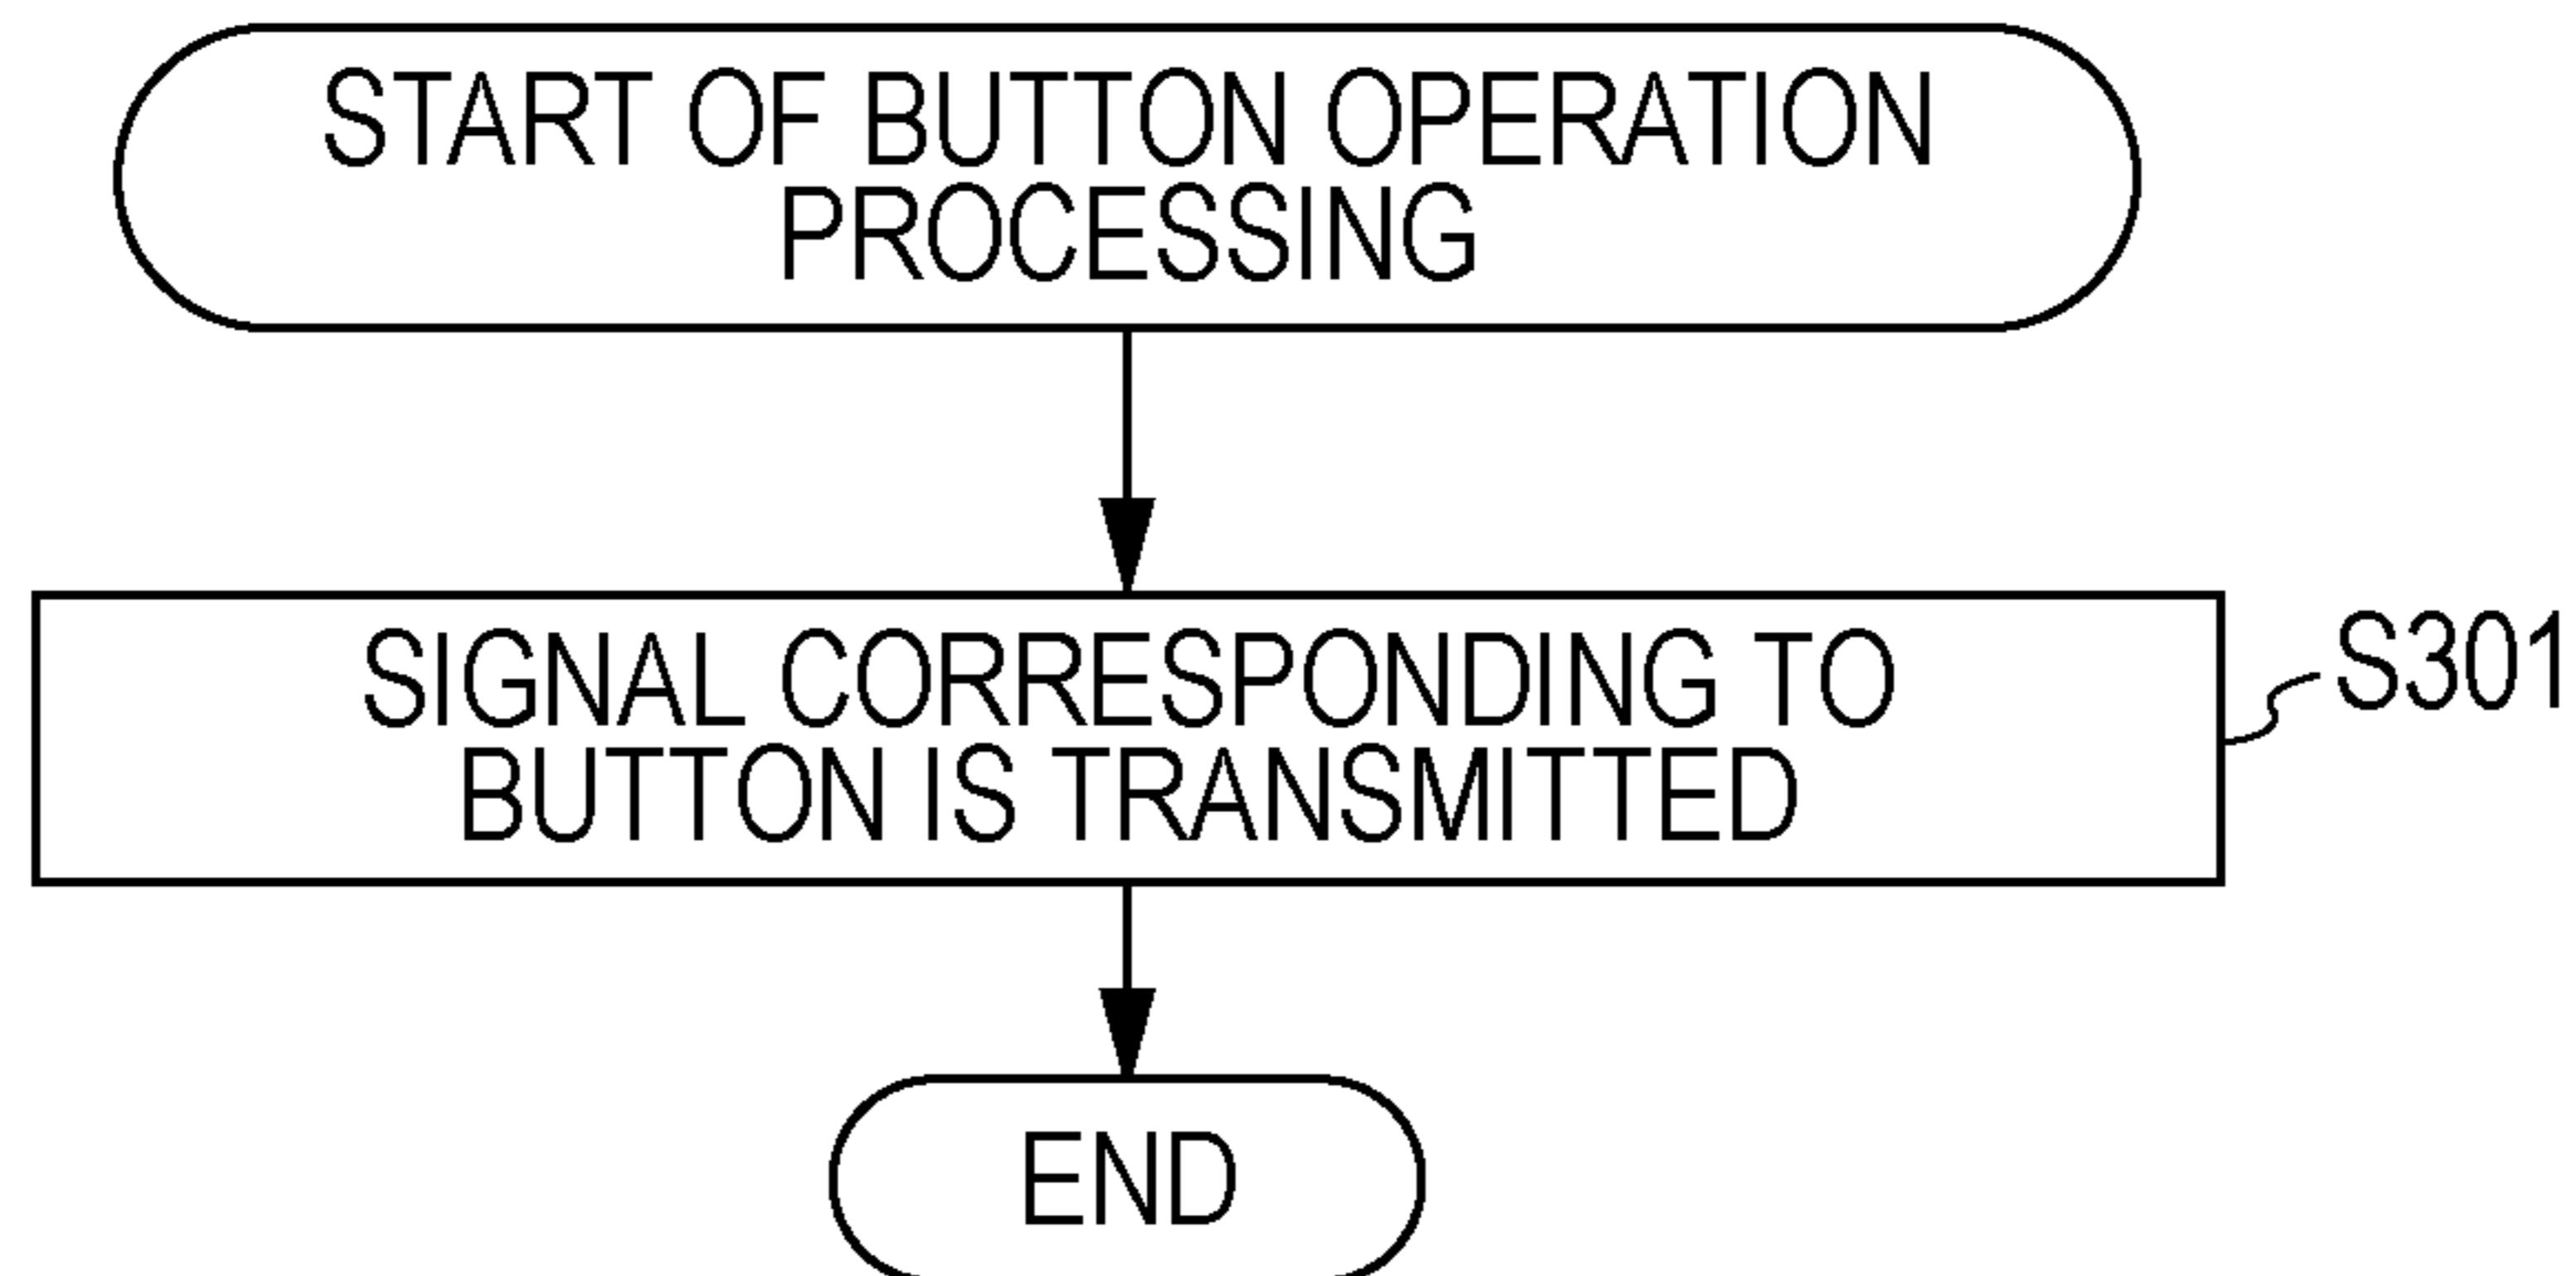 START OF BUTTON OPERATION
PROCESSING
SIGNAL CORRESPONDING TO
BUTTON IS TRANSMITTED
S301
END